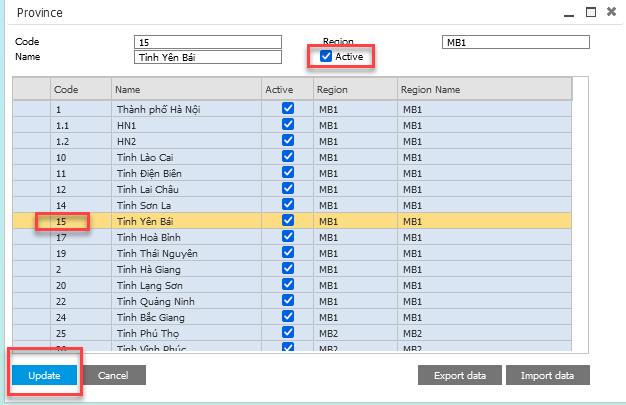 Province
Code 15 Region MB1
Name Tỉnh Yên Bái Active
Code Name Active Region Region Name
1 Thành phố Hà Nội MB1 MB1
1.1 HN1 MB1 MB1
1.2 HN2 MB1 MB1
10 Tỉnh Lào Cai MB1 MB1
11 Tỉnh Điện Biên MB1 MB1
12 Tỉnh Lai Châu MB1 MB1
14 Tỉnh Sơn La MB1 MB1
15 Tỉnh Yên Bái MB1 MB1
17 Tỉnh Hoà Bình MB1 MB1
19 Tỉnh Thái Nguyên MB1 MB1
2 Tỉnh Hà Giang MB1 MB1
20 Tỉnh Lạng Sơn MB1 MB1
22 Tỉnh Quảng Ninh MB1 MB1
24 Tỉnh Bắc Giang MB1 MB1
25 Tỉnh Phú Thọ MB2 MB2
26 Tỉnh Vĩnh Phúc MB2 MB2
Update Cancel Export data Import data